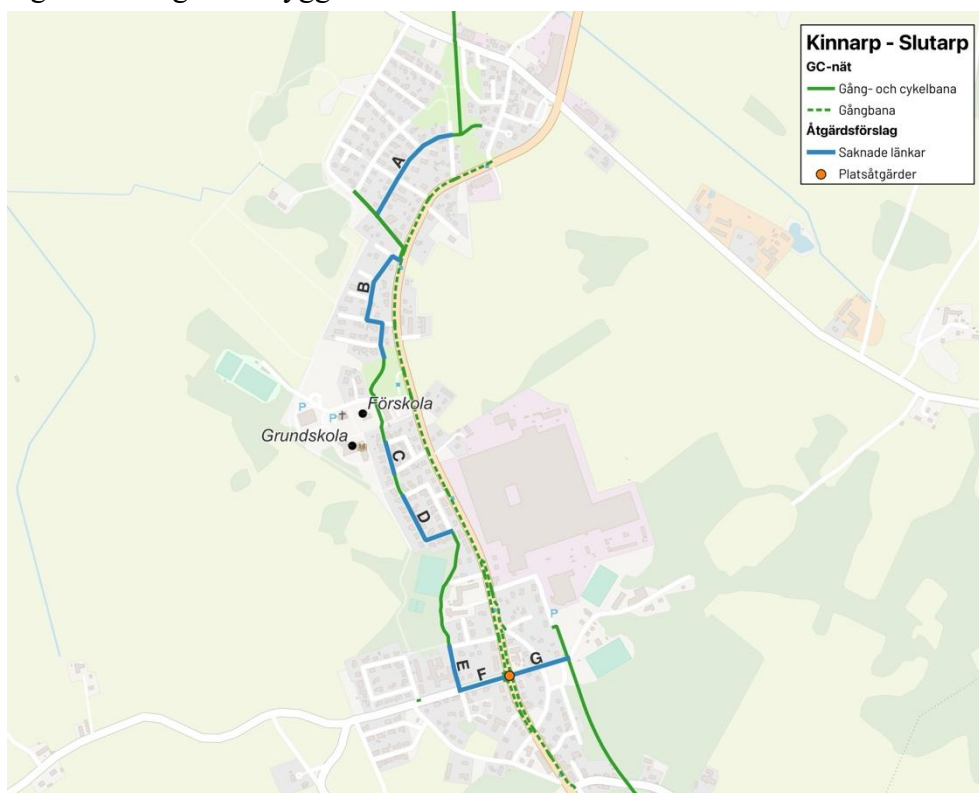 Kinnarp - Slutarp
GC-nät
Gång- och cykelbana
Gångbana
Åtgärdsförslag
Saknade länkar
Platsåtgärder
A
B
P
Förskola
P
Grundskola
M
C
D
P
E
F
G